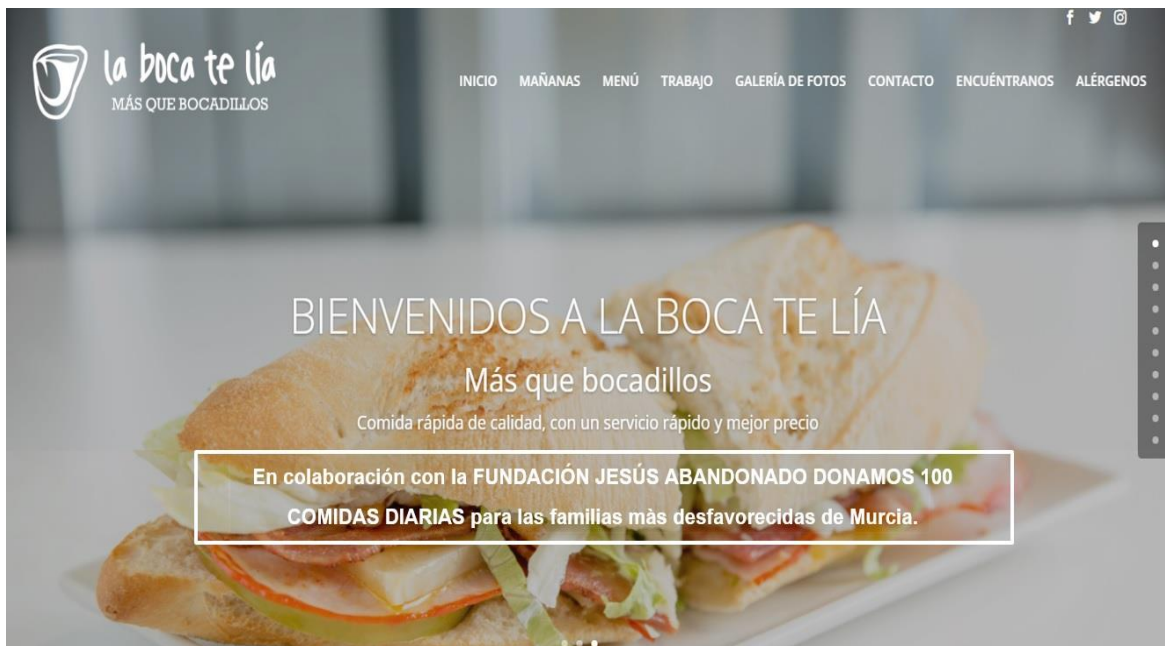 la boca te lía
MÁS QUE BOCADILLOS
INICIO MAÑANAS MENÚ TRABAJO GALERÍA DE FOTOS CONTACTO ENCUÉNTRANOS ALÉRGENOS
BIENVENIDOS A LA BOCA TE LÍA
Más que bocadillos
Comida rápida de calidad, con un servicio rápido y mejor precio
En colaboración con la FUNDACIÓN JESÚS ABANDONADO DONAMOS 100
COMIDAS DIARIAS para las familias màs desfavorecidas de Murcia.